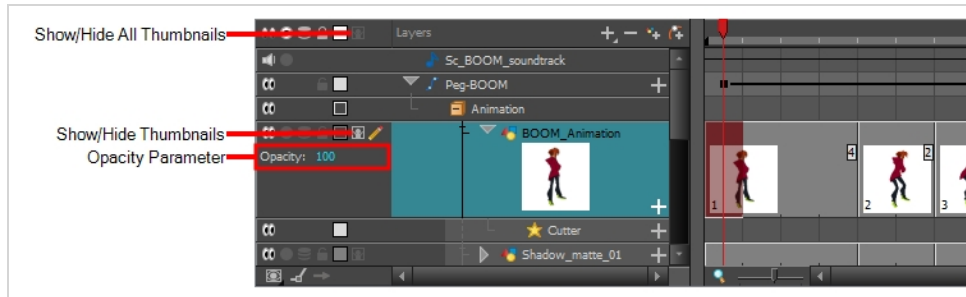 Show/Hide All Thumbnails
Layers
Sc_BOOM_soundtrack
Peg-BOOM
Animation
Show/Hide Thumbnails
BOOM_Animation
Opacity Parameter
Opacity: 100
4
2
1
2
3
Cutter
Shadow_matte_01